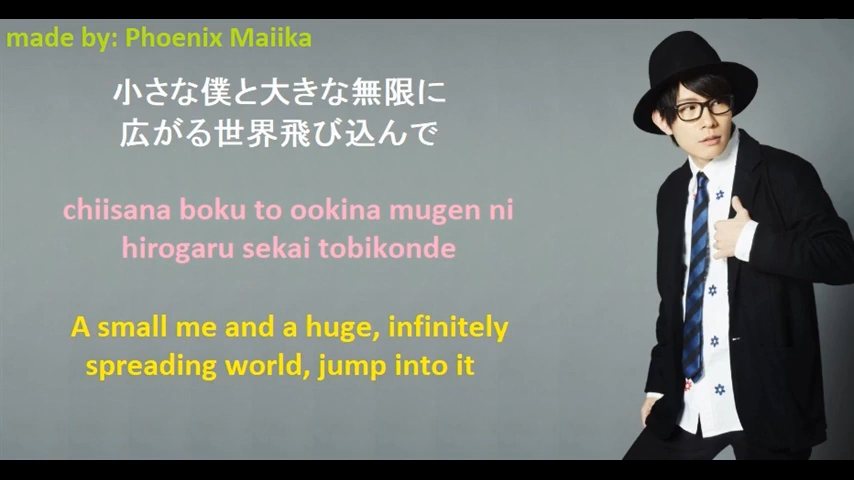 made by: Phoenix Maiika
小さな僕と大きな無限に
広がる世界飛び込んで
chiisana boku to ookina mugen ni
hirogaru sekai tobikonde
A small me and a huge, infinitely
spreading world, jump into it